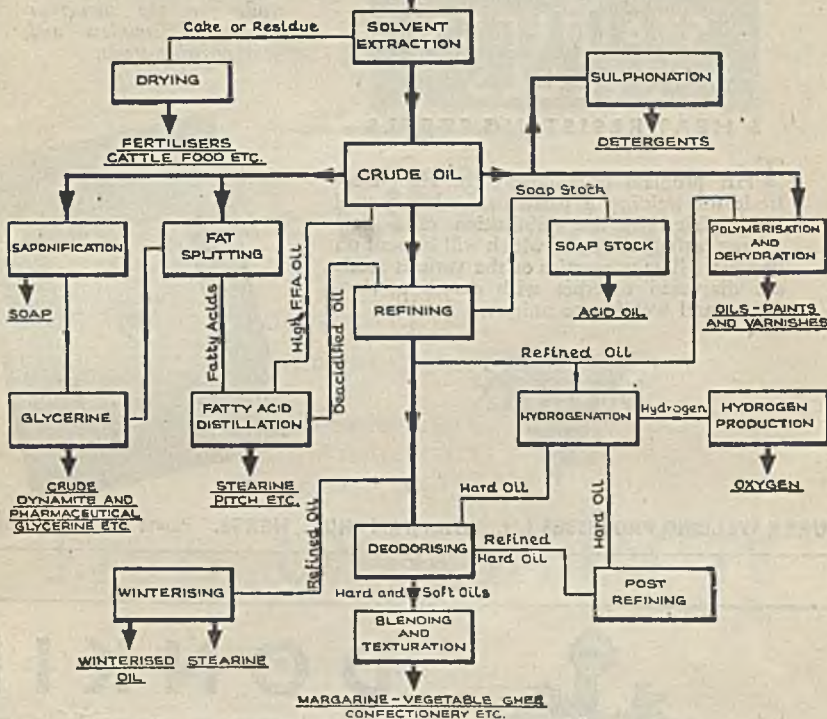 SOLVENT
EXTRACTION
Cake or Residue
DRYING
FERTILISERS
CATTLE FOOD ETC.
SULPHONATION
DETERGENTS
CRUDE OIL
Soap Stock
SAPONIFICATION
FAT
SPLITTING
SOAP STOCK
POLYMERISATION
AND
DEHYDRATION
SOAP
Fatty Acids
High FFA Oil
Deacidified Oil
REFINING
ACID OIL
OILS-PAINTS
AND VARNISHES
Refined Oil
GLYCERINE
FATTY ACID
DISTILLATION
HYDROGENATION
Hydrogen
HYDROGEN
PRODUCTION
CRUDE
DYNAMITE AND
PHARMACEUTICAL
GLYCERINE ETC
STEARINE
PITCH ETC.
OXYGEN
Refined Oil
Hard Oil
Hard Oil
DEODORISING
Refined
Hard Oil
WINTERISING
Hard and Soft Oils
POST
REFINING
BLENDING
AND
TEXTURATION
WINTERISED
OIL
STEARINE
MARGARINE-VEGETABLE GHEE
CONFECTIONERY ETC.